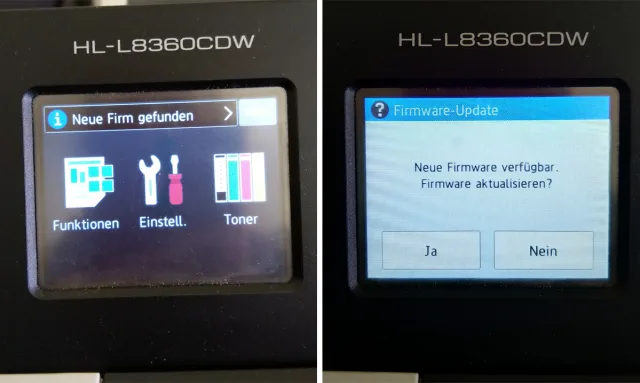 HL-L8360CDW
Neue Firm gefunden
Funktionen
Einstell.
Toner
HL-L8360CDW
Firmware-Update
Neue Firmware verfügbar.
Firmware aktualisieren?
Ja
Nein